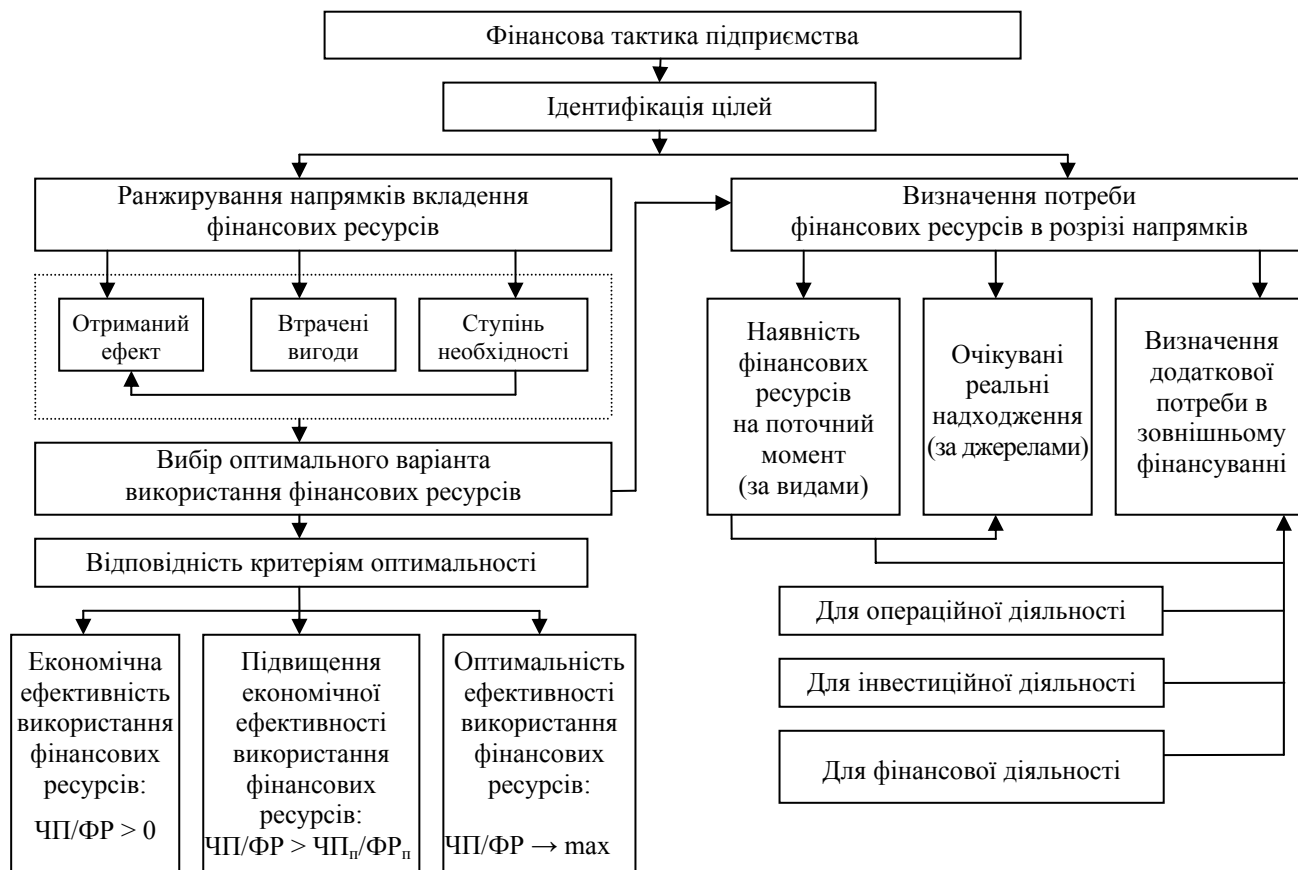 Фінансова тактика підприємства
Ідентифікація цілей
Ранжирування напрямків вкладення
фінансових ресурсів
Визначення потреби
фінансових ресурсів в розрізі напрямків
Отриманий
ефект
Втрачені
вигоди
Ступінь
необхідності
Наявність
фінансових
ресурсів
на поточний
момент
(за видами)
Очікувані
реальні
надходження
(за джерелами)
Визначення
додаткової
потреби в
зовнішньому
фінансуванні
Вибір оптимального варіанта
використання фінансових ресурсів
Відповідність критеріям оптимальності
Економічна
ефективність
використання
фінансових
ресурсів:
ЧП/ФР > 0
Підвищення
економічної
ефективності
використання
фінансових
ресурсів:
ЧП/ФР > ЧПп/ФРп
Оптимальність
ефективності
використання
фінансових
ресурсів:
ЧП/ФР → max
Для операційної діяльності
Для інвестиційної діяльності
Для фінансової діяльності